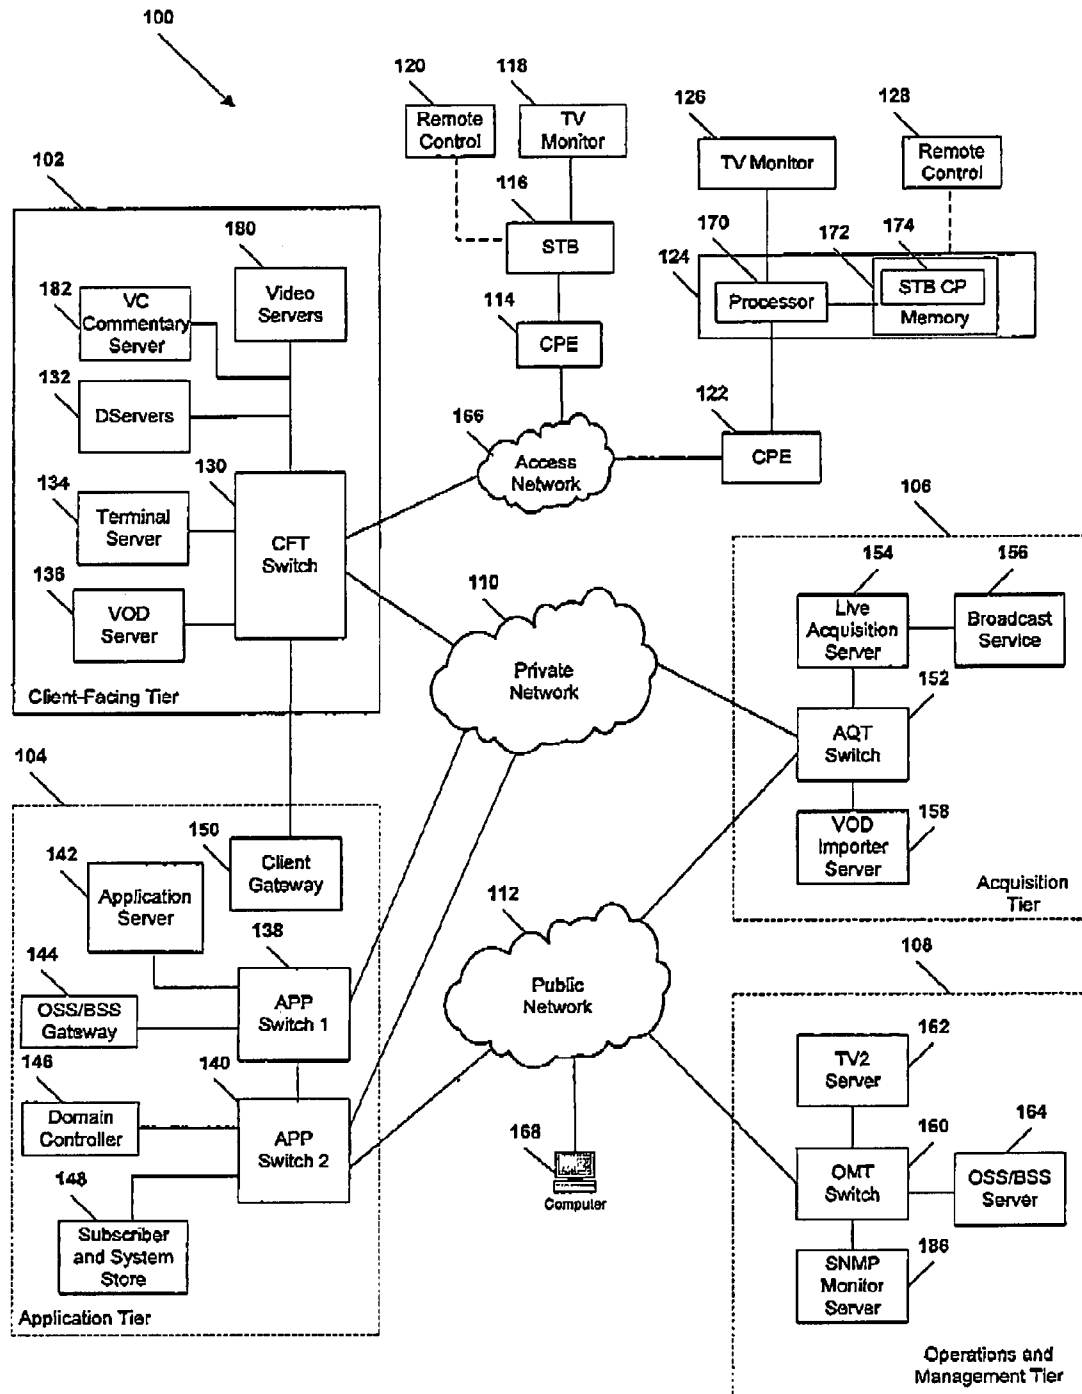 100
120
118
126
128
Remote
Control
TV
Monitor
TV Monitor
Remote
Control
102
116
170
172
174
180
STB
124
STB CP
Processor
Memory
182
VC
Commentary
Server
Video
Servers
114
CPE
132
DServers
122
166
CPE
130
Access
Network
134
Terminal
Server
CFT
Switch
106
136
154
156
VOD
Server
110
Live
Acquisition
Server
Broadcast
Service
Private
Network
Client-Facing Tier
152
AQT
Switch
104
150
158
142
Client
Gateway
VOD
Importer
Server
Application
Server
112
Acquisition
Tier
138
144
108
Public
Network
OSS/BSS
Gateway
APP
Switch 1
162
146
140
TV2
Server
Domain
Controller
APP
Switch 2
168
160
164
148
OMT
Switch
OSS/BSS
Server
Computer
Subscriber
and System
Store
186
SNMP
Monitor
Server
Application Tier
Operations and
Management Tier